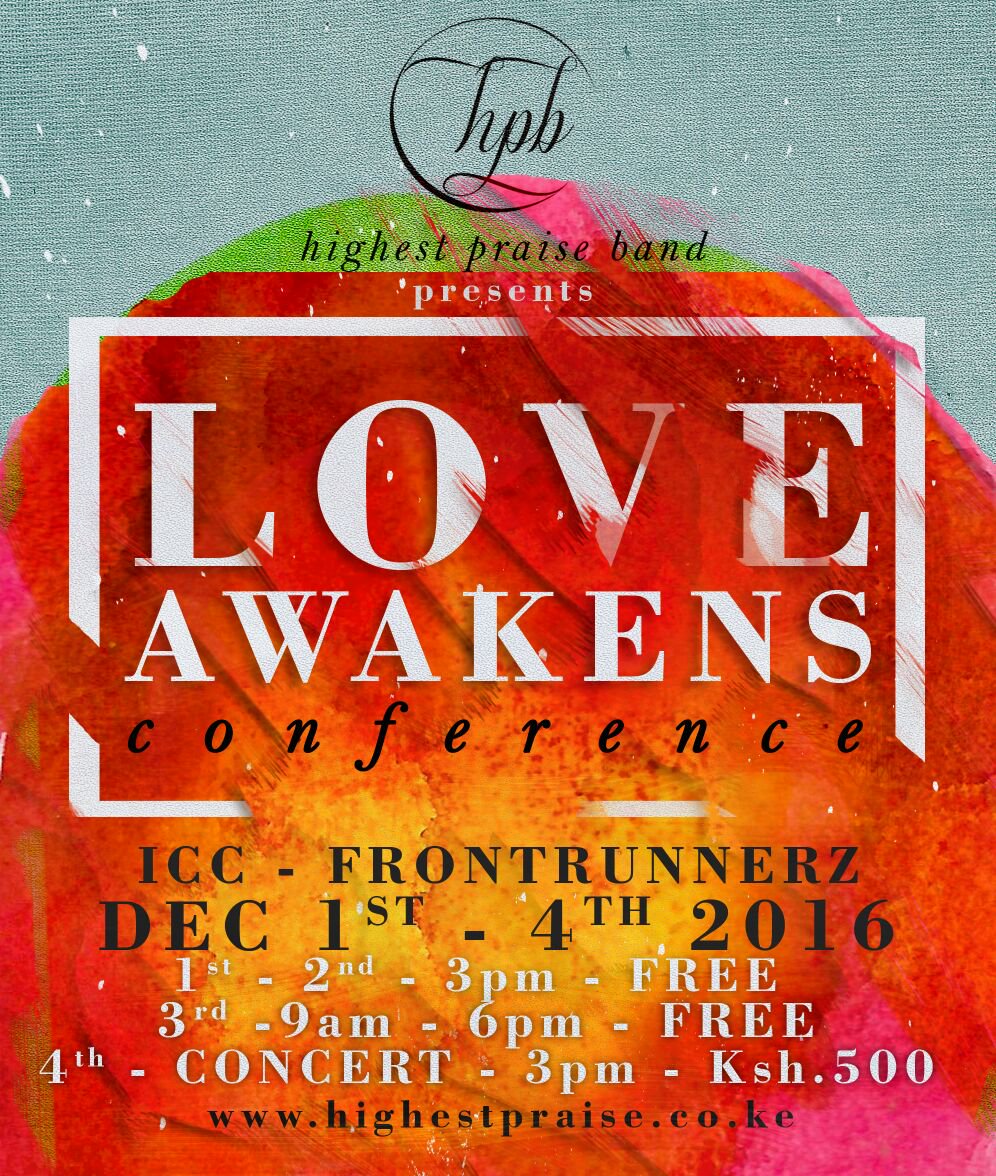 hpb
highest praise band
presents
LOVE
AWAKENS
conference
ICC - FRONTRUNNERZ
DEC 1ST - 4TH 2016
1st - 2nd - 3pm - FREE
3rd -9am - 6pm - FREE
4th - CONCERT - 3pm - Ksh.500
www.highestpraise.co.ke